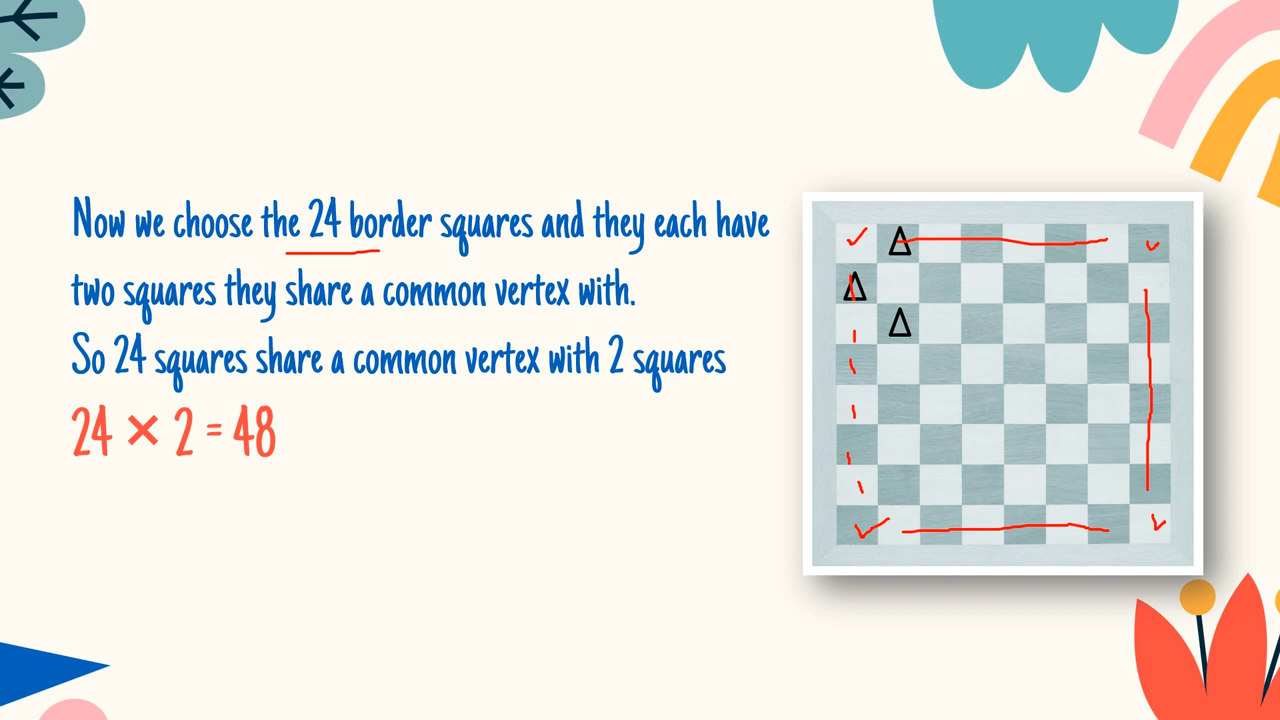 Now we choose the 24 border squares and they each have
two squares they share a common vertex with.
So 24 squares share a common vertex with 2 squares
24 × 2 = 48